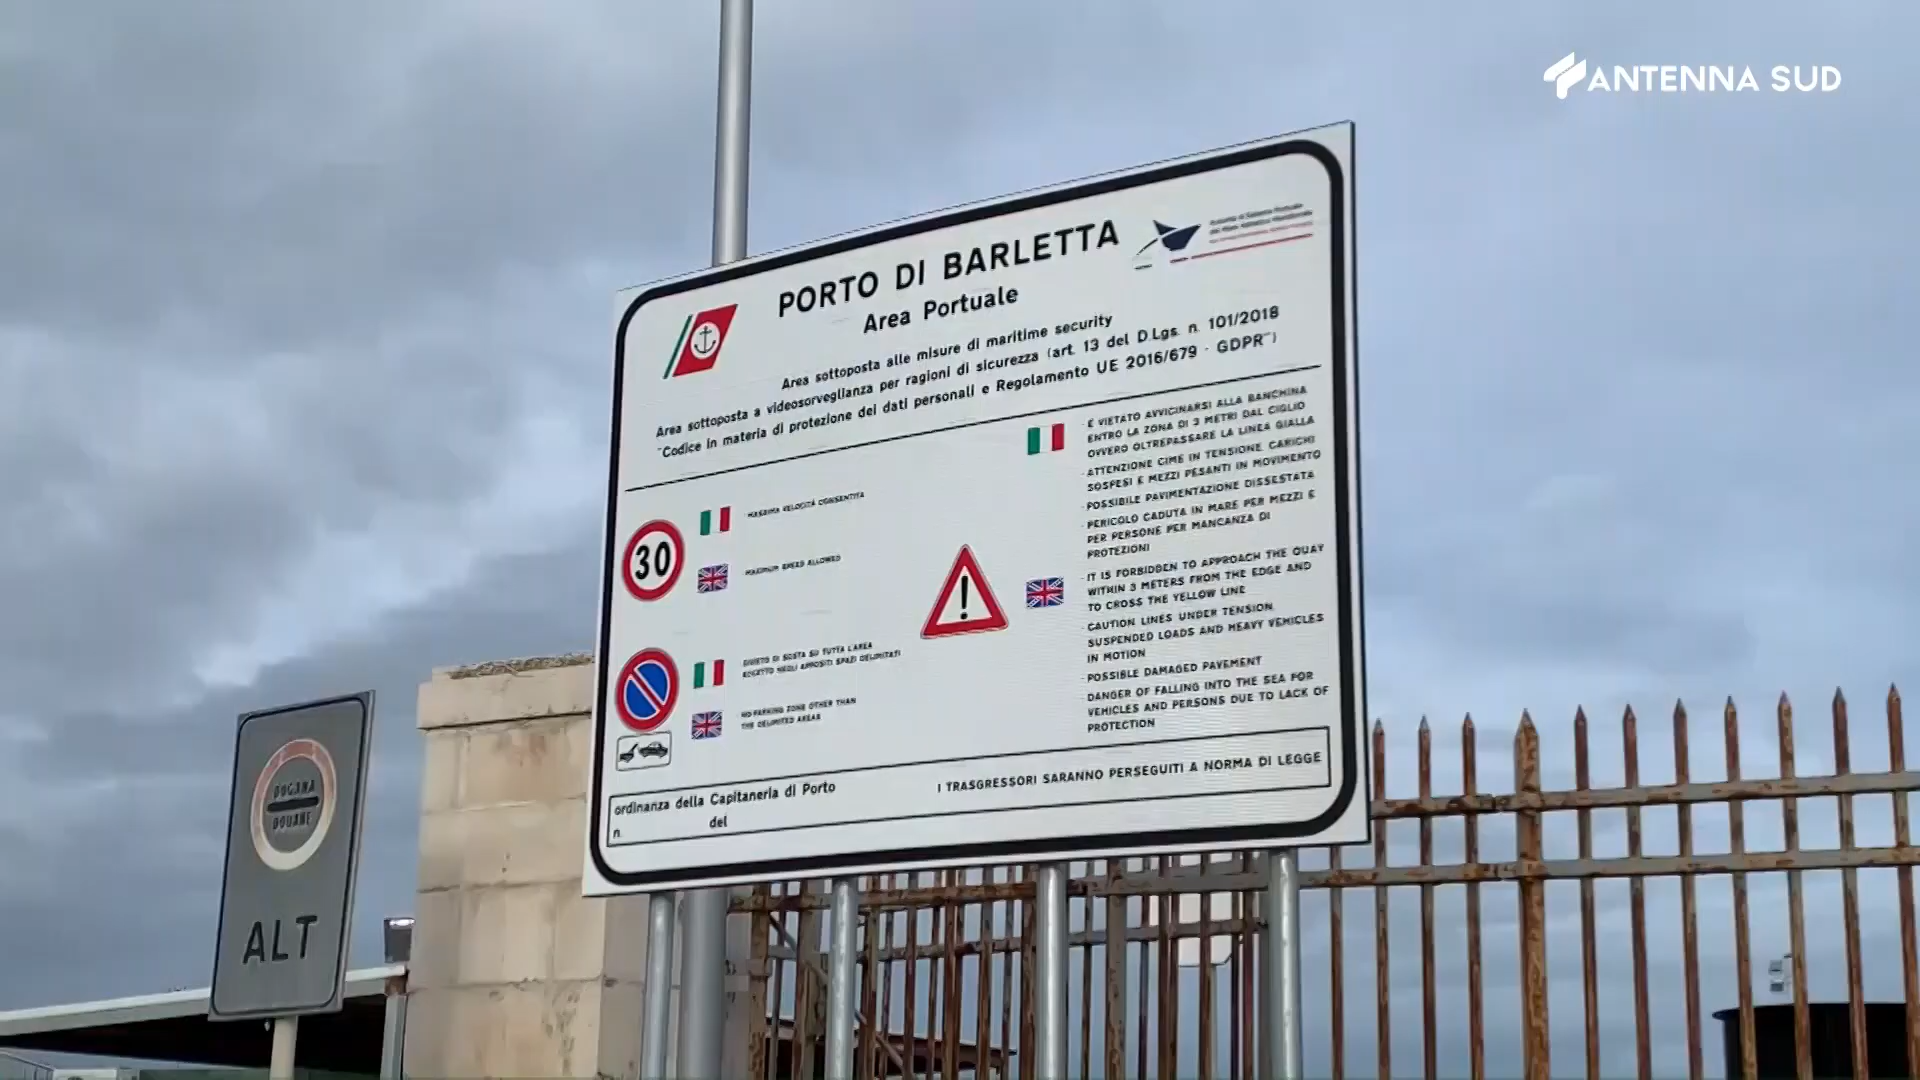 ANTENNA SUD
PORTO DI BARLETTA
Area Portuale
Area sottoposta alle misure di maritime security
Area sottoposta a videosorveglianza per ragioni di sicurezza (art. 13 del D.Lgs. n. 101/2018
"Codice in materia di protezione dei dati personali e Regolamento UE 2016/679 - GDPR")
30
MASSIMA VELOCITÀ CONSENTITA
MAXIMUM SPEED ALLOWED
DIVIETO DI SOSTA SU TUTTA L'AREA
ECCETTO NEGLI APPOSITI SPAZI DELIMITATI
NO PARKING ZONE OTHER THAN
THE DELIMITED AREAS
- È VIETATO AVVICINARSI ALLA BANCHINA
ENTRO LA ZONA DI 3 METRI DAL CIGLIO
OVVERO OLTREPASSARE LA LINEA GIALLA
- ATTENZIONE CIME IN TENSIONE, CARICHI
SOSPESI E MEZZI PESANTI IN MOVIMENTO
- POSSIBILE PAVIMENTAZIONE DISSESTATA
- PERICOLO CADUTA IN MARE PER MEZZI E
PER PERSONE PER MANCANZA DI
PROTEZIONI
- IT IS FORBIDDEN TO APPROACH THE QUAY
WITHIN 3 METERS FROM THE EDGE AND
TO CROSS THE YELLOW LINE
- CAUTION LINES UNDER TENSION,
SUSPENDED LOADS AND HEAVY VEHICLES
IN MOTION
- POSSIBLE DAMAGED PAVEMENT
- DANGER OF FALLING INTO THE SEA FOR
VEHICLES AND PERSONS DUE TO LACK OF
PROTECTION
ordinanza della Capitaneria di Porto
n. del
I TRASGRESSORI SARANNO PERSEGUITI A NORMA DI LEGGE
DOGANA
DOUANE
ALT